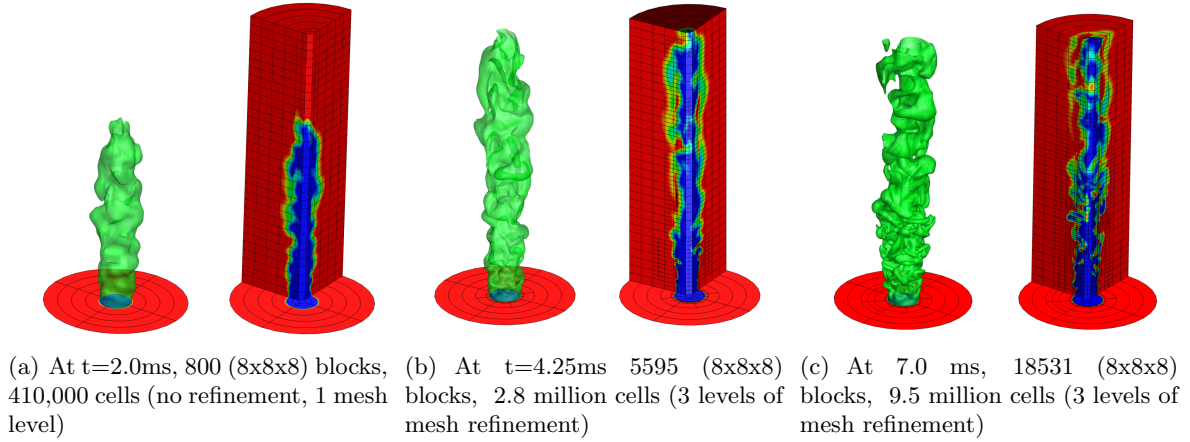 (a) At t=2.0ms, 800 (8x8x8) blocks,
410,000 cells (no refinement, 1 mesh
level)
(b) At t=4.25ms 5595 (8x8x8)
blocks, 2.8 million cells (3 levels of
mesh refinement)
(c) At 7.0 ms, 18531 (8x8x8)
blocks, 9.5 million cells (3 levels of
mesh refinement)